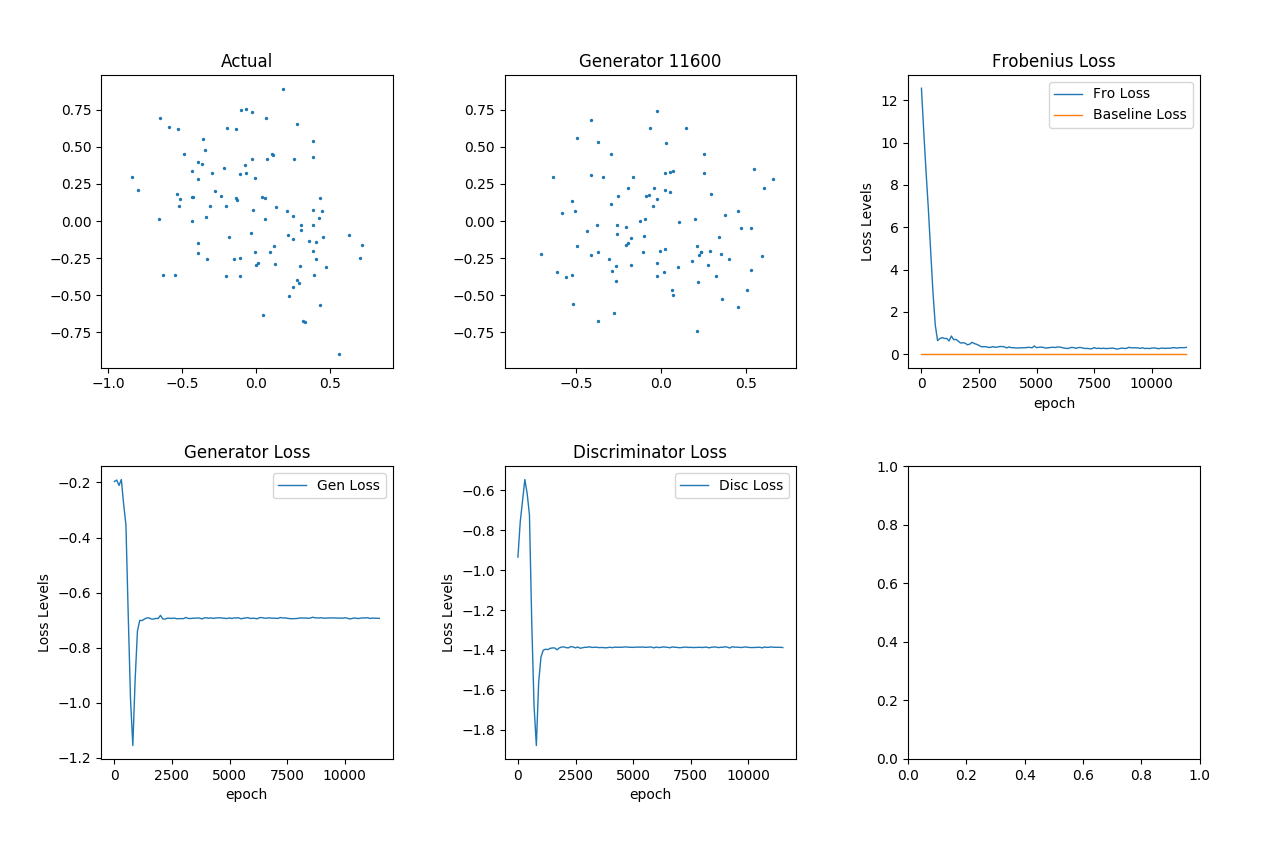 Actual
0.75
0.50
0.25
0.00
−0.25
−0.50
−0.75
−1.0 −0.5 0.0 0.5
Generator 11600
0.75
0.50
0.25
0.00
−0.25
−0.50
−0.75
−0.5 0.0 0.5
Frobenius Loss
Fro Loss
Baseline Loss
Loss Levels
12
10
8
6
4
2
0
0 2500 5000 7500 10000
epoch
Generator Loss
Gen Loss
Loss Levels
−0.2
−0.4
−0.6
−0.8
−1.0
−1.2
0 2500 5000 7500 10000
epoch
Discriminator Loss
Disc Loss
Loss Levels
−0.6
−0.8
−1.0
−1.2
−1.4
−1.6
−1.8
0 2500 5000 7500 10000
epoch
1.0
0.8
0.6
0.4
0.2
0.0
0.0 0.2 0.4 0.6 0.8 1.0